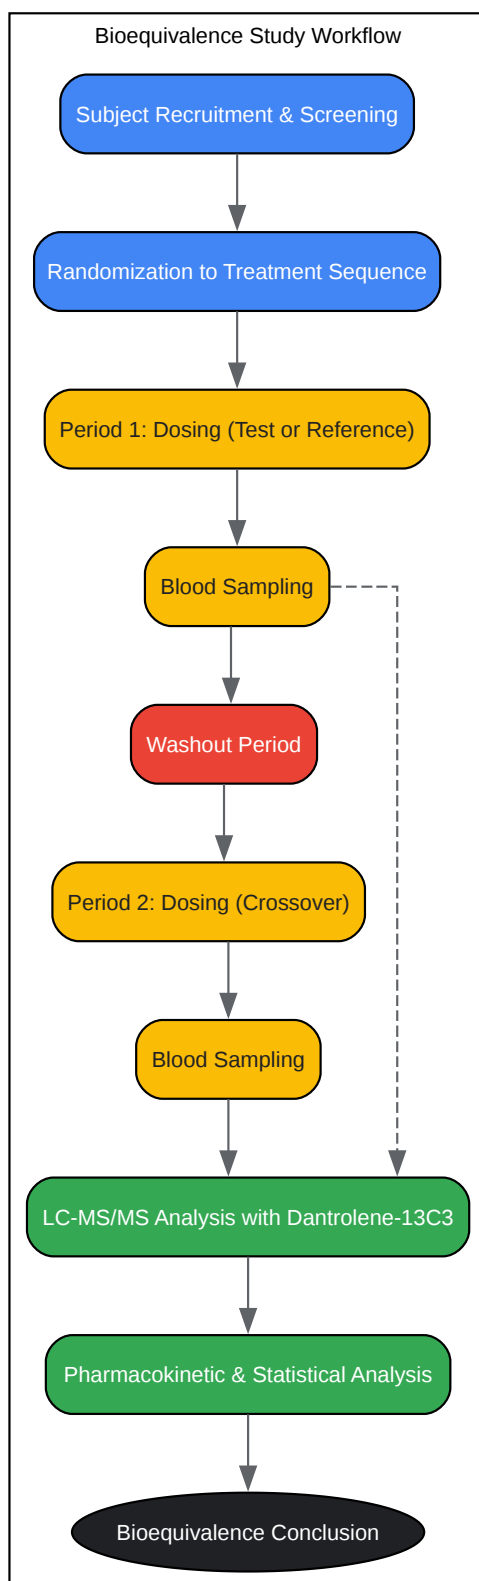 Bioequivalence Study Workflow
Subject Recruitment & Screening
Randomization to Treatment Sequence
Period 1: Dosing (Test or Reference)
Blood Sampling
Washout Period
Period 2: Dosing (Crossover)
Blood Sampling
LC-MS/MS Analysis with Dantrolene-13C3
Pharmacokinetic & Statistical Analysis
Bioequivalence Conclusion